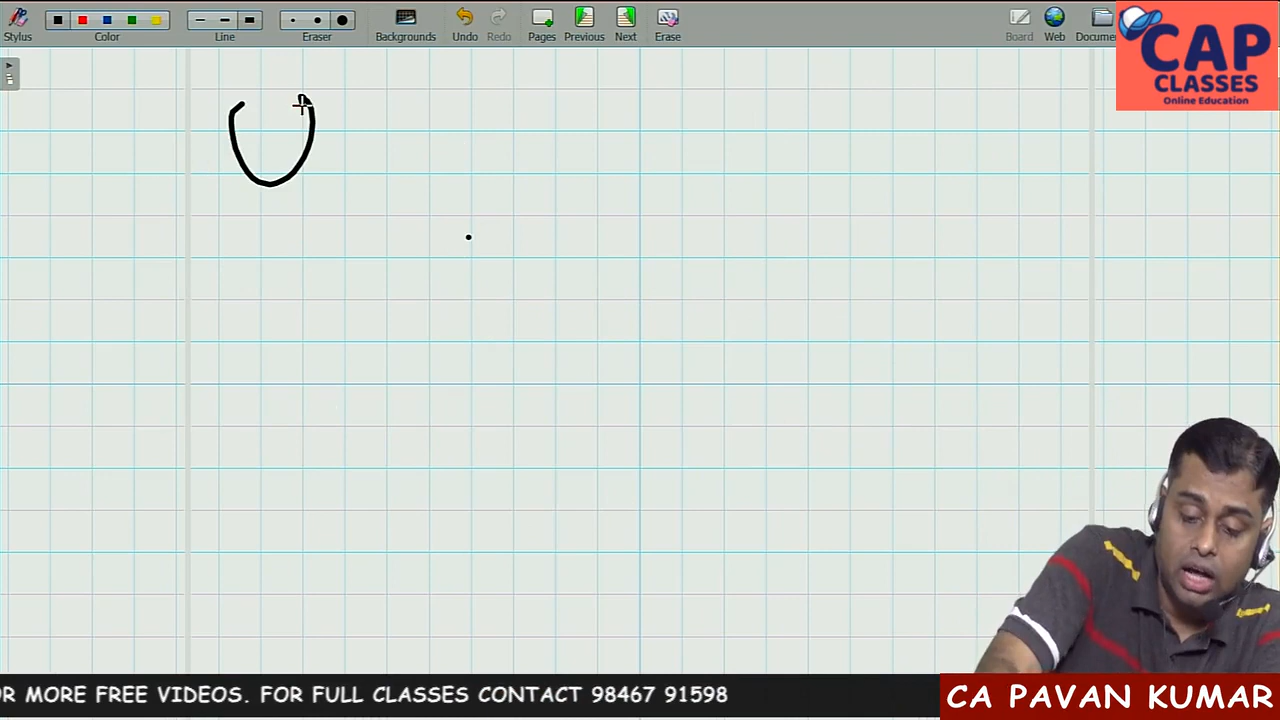 Stylus
Color
Line
Eraser
Backgrounds
Undo
Redo
Pages
Previous
Next
Erase
Board
Web
CAP
CLASSES
Online Education
MORE FREE VIDEOS. FOR FULL CLASSES CONTACT 98467 91598
CA PAVAN KUMAR